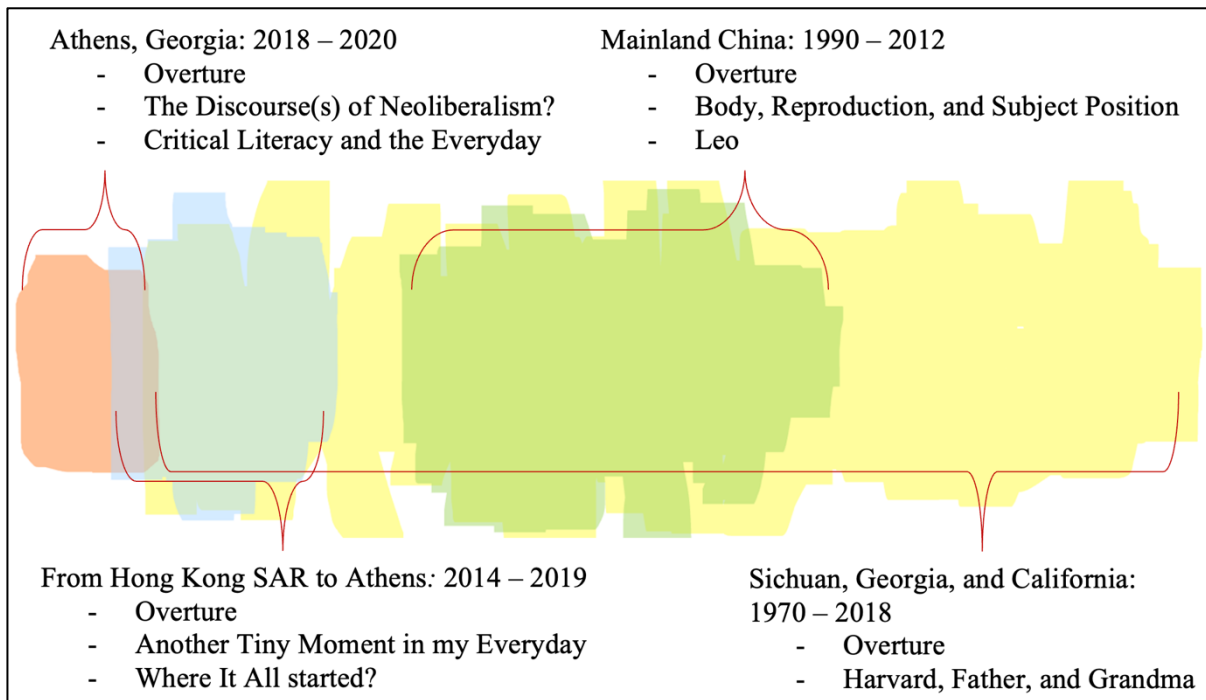 Athens, Georgia: 2018 – 2020
- Overture
- The Discourse(s) of Neoliberalism?
- Critical Literacy and the Everyday
Mainland China: 1990 – 2012
- Overture
- Body, Reproduction, and Subject Position
- Leo
From Hong Kong SAR to Athens: 2014 – 2019
- Overture
- Another Tiny Moment in my Everyday
- Where It All started?
Sichuan, Georgia, and California:
1970 – 2018
- Overture
- Harvard, Father, and Grandma